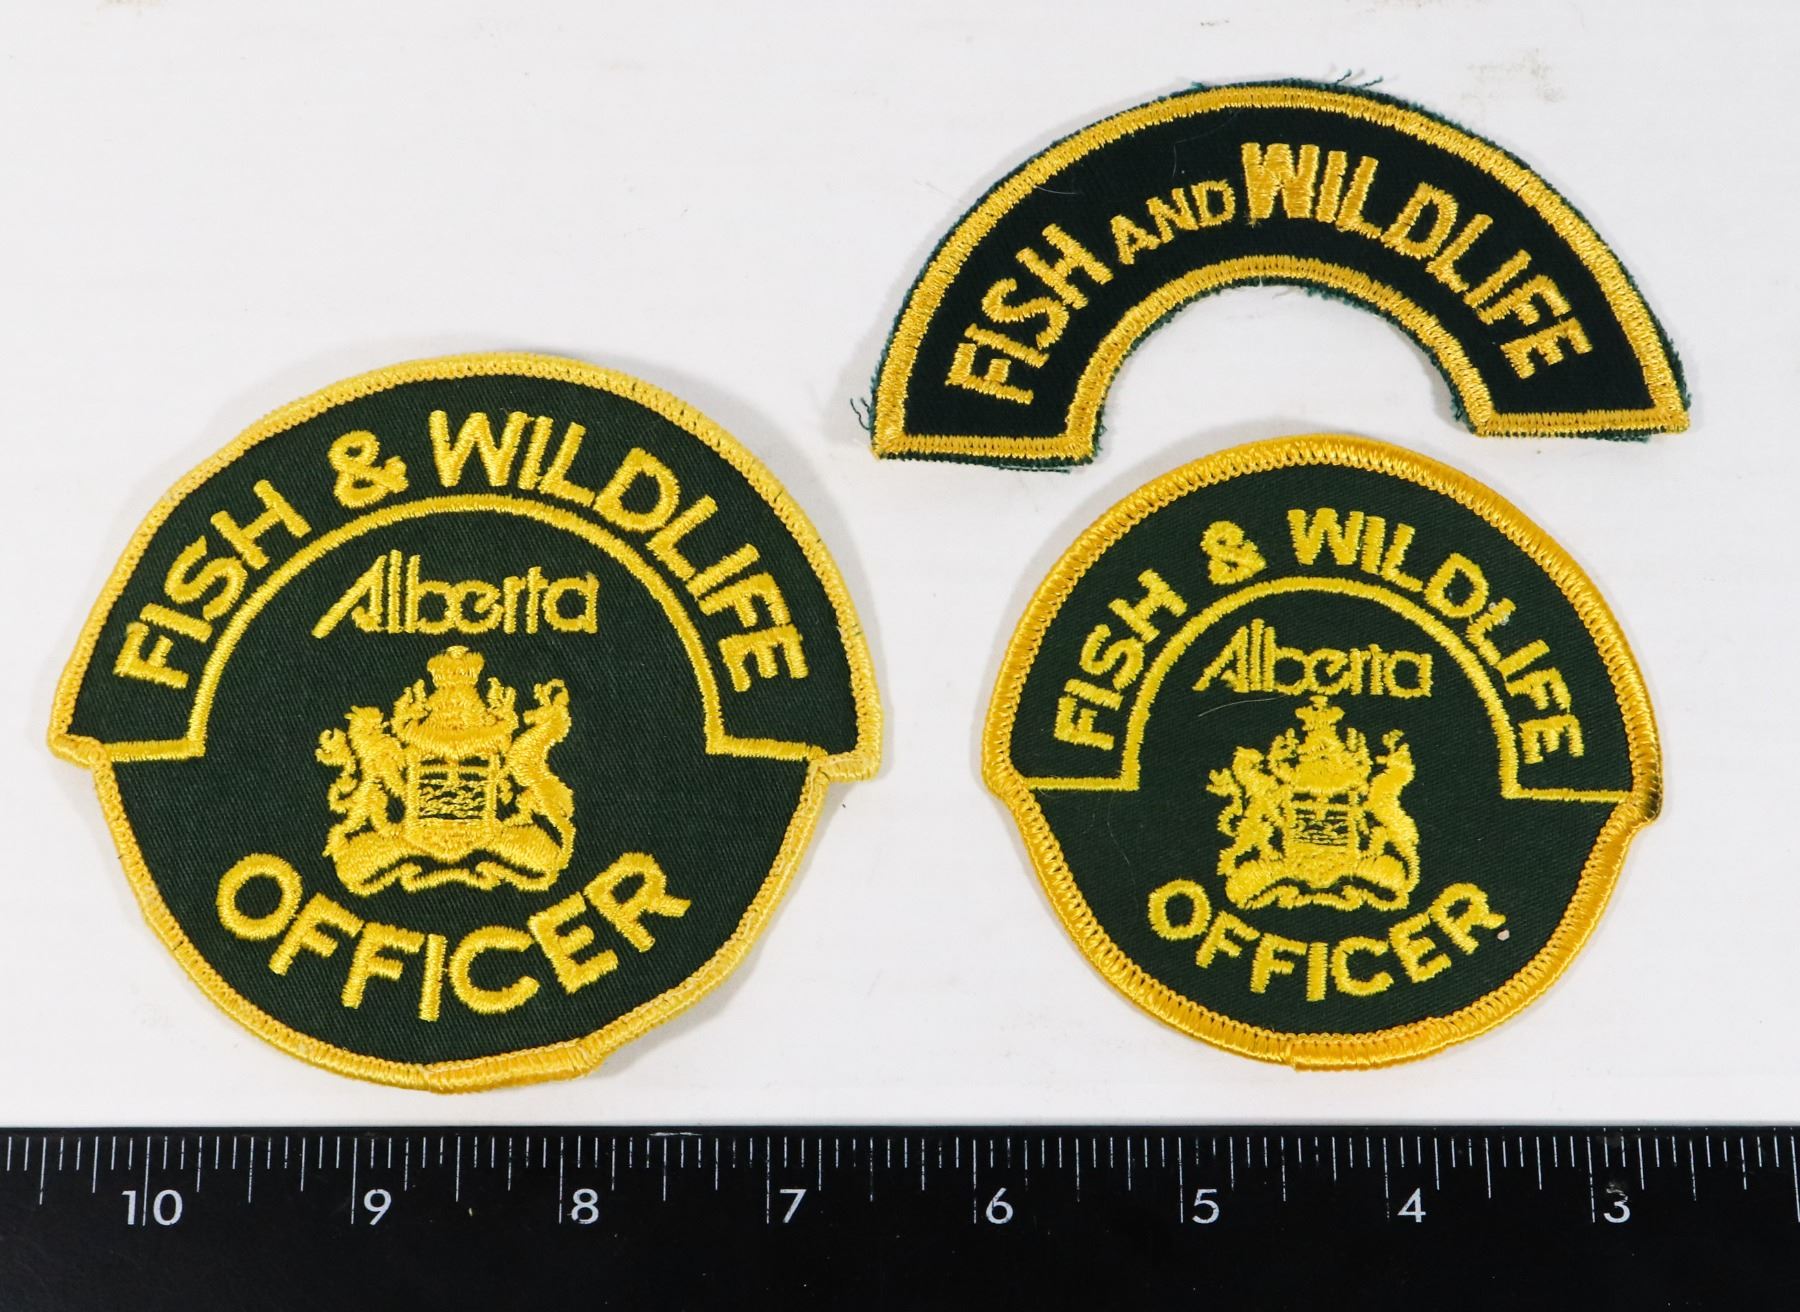 FISH AND WILDLIFE
FISH & WILDLIFE
Alberta
OFFICER
FISH & WILDLIFE
Alberta
OFFICER
10 9 8 7 6 5 4 3